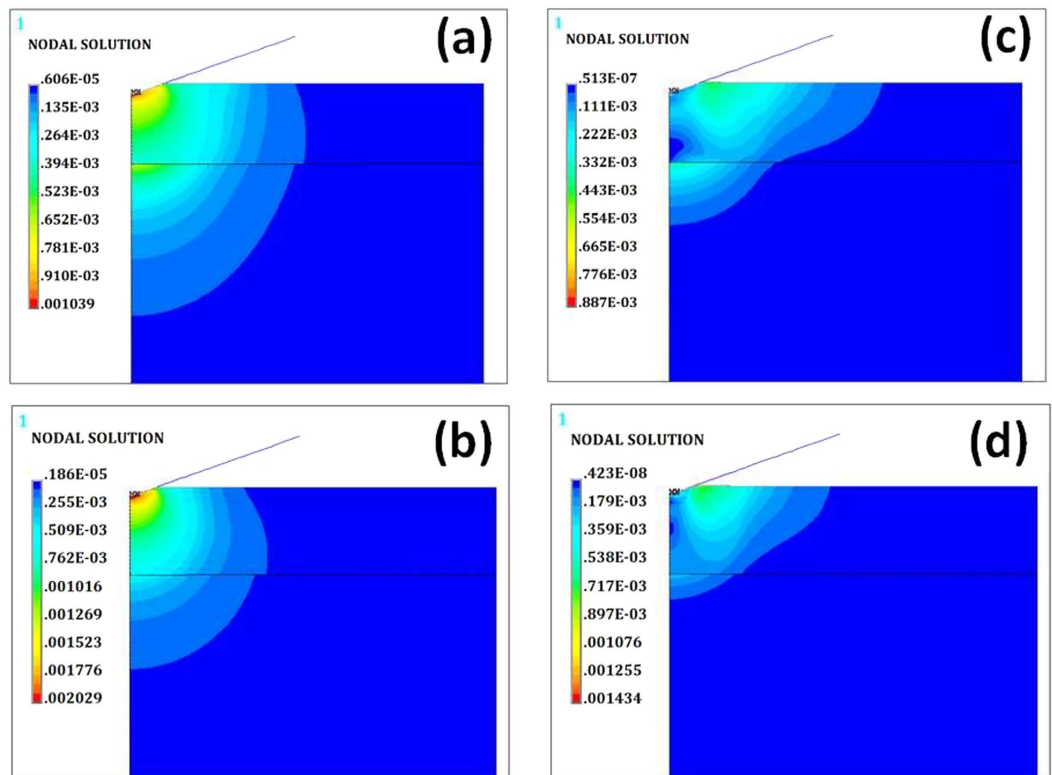 1
NODAL SOLUTION
(a)
.606E-05
.135E-03
.264E-03
.394E-03
.523E-03
.652E-03
.781E-03
.910E-03
.001039
1
NODAL SOLUTION
(c)
.513E-07
.111E-03
.222E-03
.332E-03
.443E-03
.554E-03
.665E-03
.776E-03
.887E-03
1
NODAL SOLUTION
(b)
.186E-05
.255E-03
.509E-03
.762E-03
.001016
.001269
.001523
.001776
.002029
1
NODAL SOLUTION
(d)
.423E-08
.179E-03
.359E-03
.538E-03
.717E-03
.897E-03
.001076
.001255
.001434